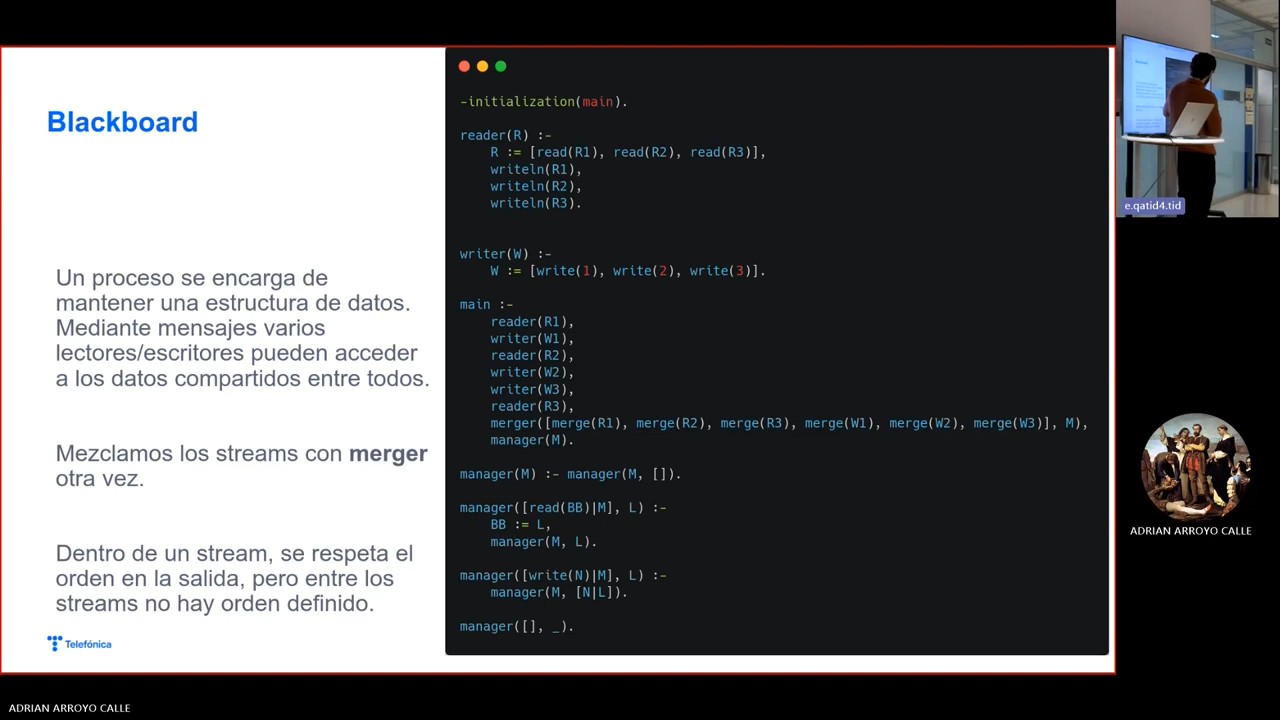 Blackboard
Un proceso se encarga de
mantener una estructura de datos.
Mediante mensajes varios
lectores/escritores pueden acceder
a los datos compartidos entre todos.
Mezclamos los streams con merger
otra vez.
Dentro de un stream, se respeta el
orden en la salida, pero entre los
streams no hay orden definido.
Telefónica
-initialization(main).
reader(R) :-
R := [read(R1), read(R2), read(R3)],
writeln(R1),
writeln(R2),
writeln(R3).
writer(W) :-
W := [write(1), write(2), write(3)].
main :-
reader(R1),
writer(W1),
reader(R2),
writer(W2),
writer(W3),
reader(R3),
merger([merge(R1), merge(R2), merge(R3), merge(W1), merge(W2), merge(W3)], M),
manager(M).
manager(M) :- manager(M, []).
manager([read(BB)|M], L) :-
BB := L,
manager(M, L).
manager([write(N)|M], L) :-
manager(M, [N|L]).
manager([], _).
e.qatid4.tid
ADRIAN ARROYO CALLE
ADRIAN ARROYO CALLE